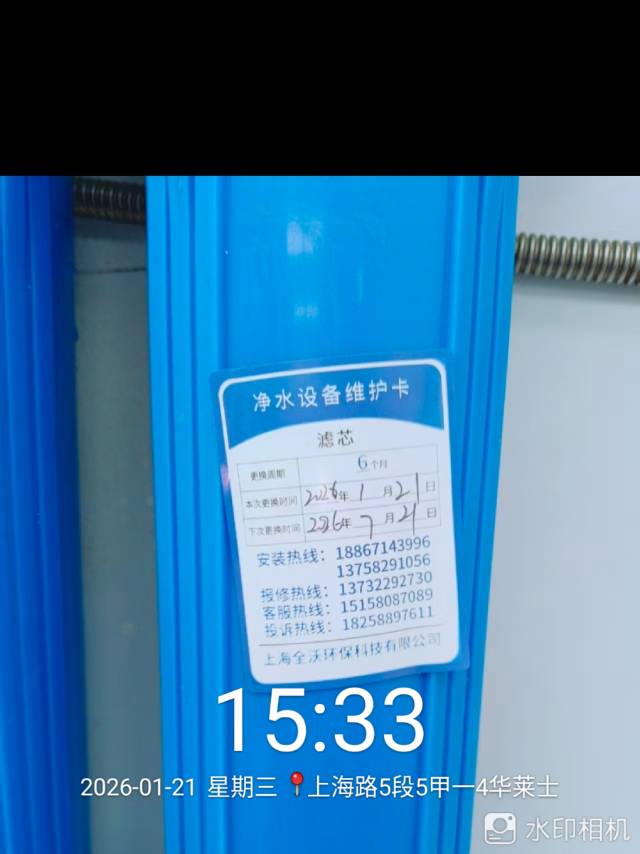 净水设备维护卡
滤芯
更换周期 6个月
本次更换时间 2026年 1月21日
下次更换时间 2026年 7月21日
安装热线：18867143996
13758291056
报修热线：13732292730
客服热线：15158087089
投诉热线：18258897611
上海全沃环保科技有限公司
15:33
2026-01-21 星期三 📍上海路5段5甲一4华莱士
水印相机